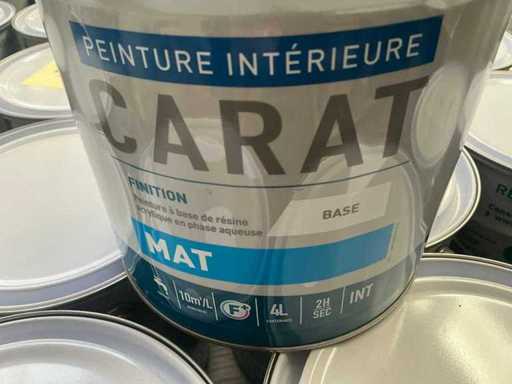 PEINTURE INTÉRIEURE
CARAT
FINITION
Peinture à base de résine
acrylique en phase aqueuse
BASE
MAT
10m²/L
F+
4L
2H
SEC
INT